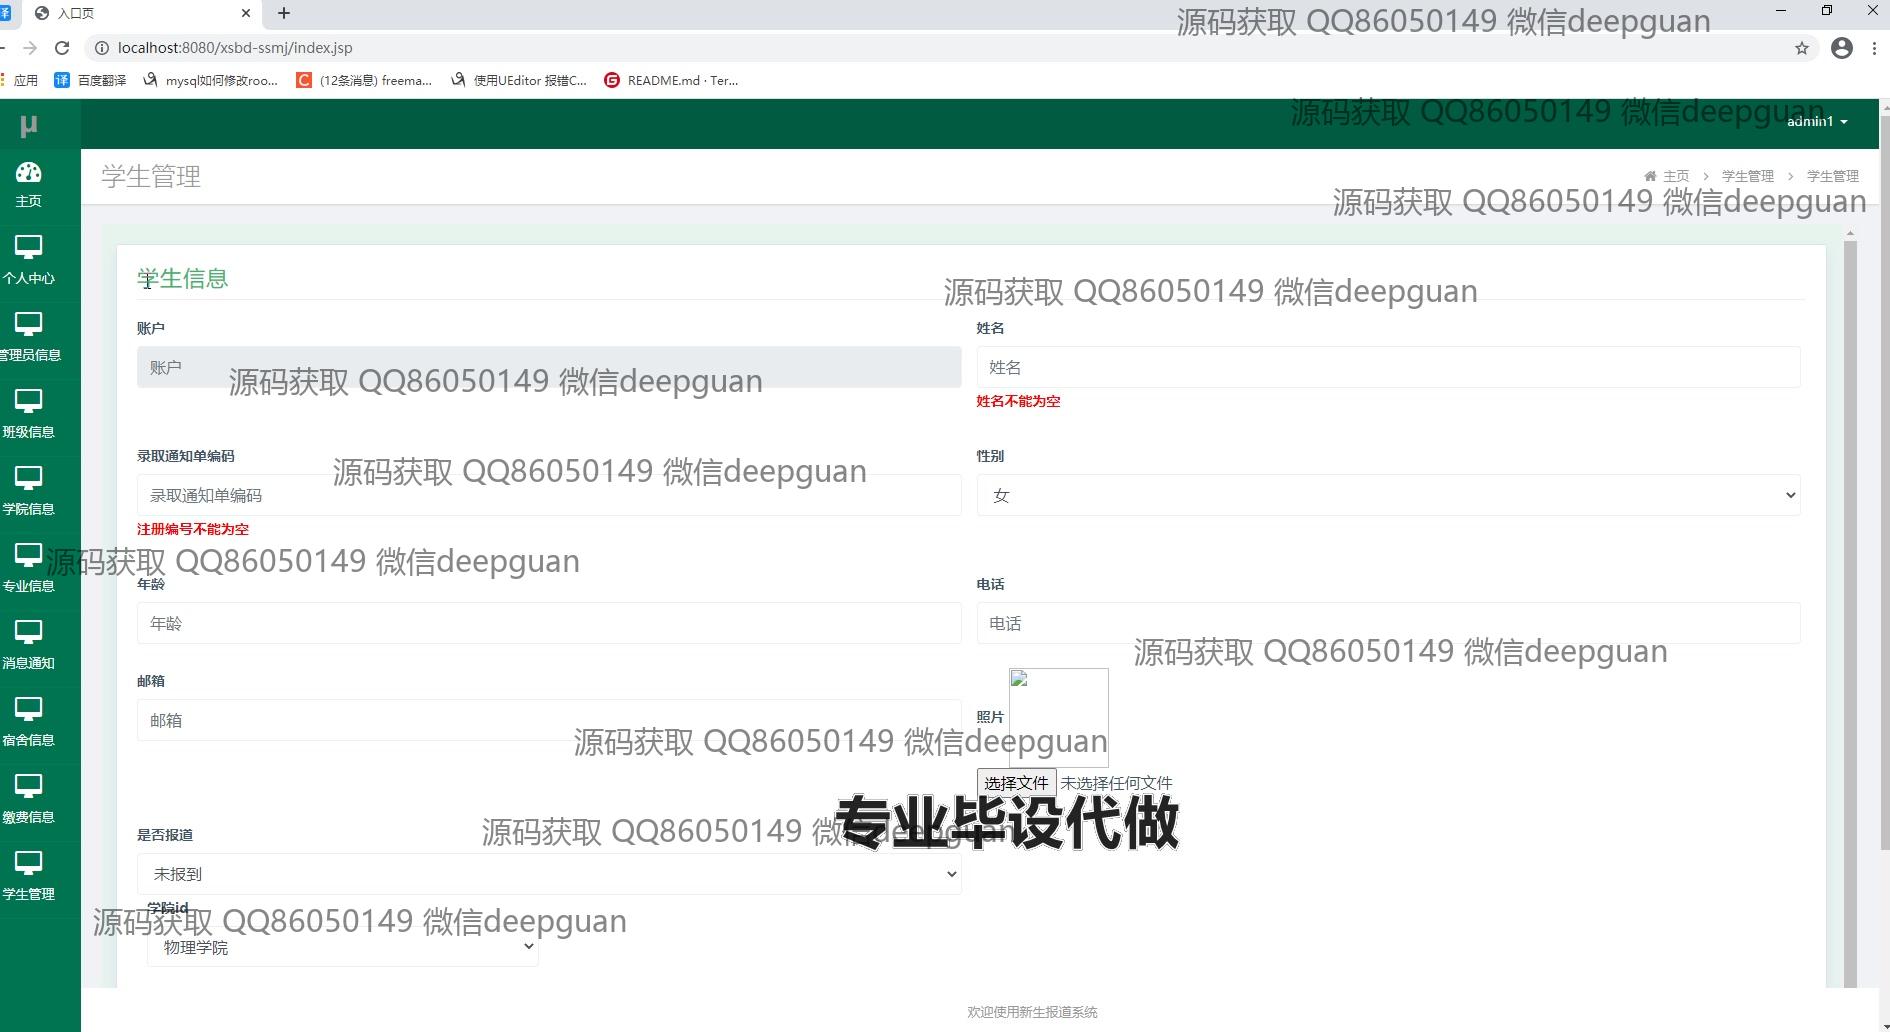 译 入口页
源码获取 QQ86050149 微信deepguan
localhost:8080/xsbd-ssmj/index.jsp
应用 译 百度翻译 mysql如何修改roo... C (12条消息) freema... 使用UEditor 报错C... G README.md · Ter...
μ
源码获取 QQ86050149 微信deepguan
admin1
学生管理
主页 > 学生管理 > 学生管理
源码获取 QQ86050149 微信deepguan
主页
个人中心
管理员信息
班级信息
学院信息
专业信息
消息通知
宿舍信息
缴费信息
学生管理
学生信息
源码获取 QQ86050149 微信deepguan
账户
姓名
账户
姓名
源码获取 QQ86050149 微信deepguan
姓名不能为空
录取通知单编码
性别
源码获取 QQ86050149 微信deepguan
录取通知单编码
女
注册编号不能为空
源码获取 QQ86050149 微信deepguan
年龄
电话
年龄
电话
源码获取 QQ86050149 微信deepguan
邮箱
邮箱
照片
源码获取 QQ86050149 微信deepguan
选择文件 未选择任何文件
专业毕设代做
源码获取 QQ86050149 微信deepguan
是否报道
未报到
学院id
源码获取 QQ86050149 微信deepguan
物理学院
欢迎使用新生报道系统